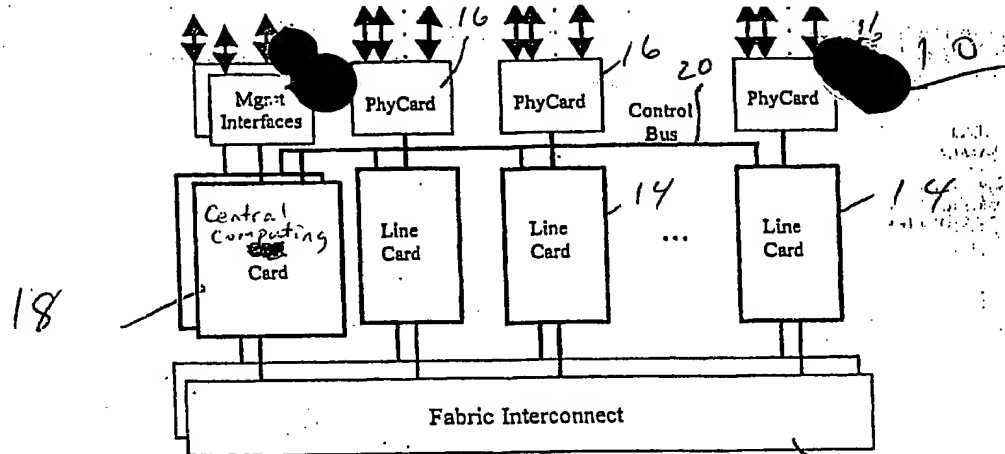 16
16
16
10
20
Mgmt
Interfaces
PhyCard
PhyCard
PhyCard
Control
Bus
Central
Computing
Card
Line
Card
Line
Card
14
...
Line
Card
14
18
Fabric Interconnect